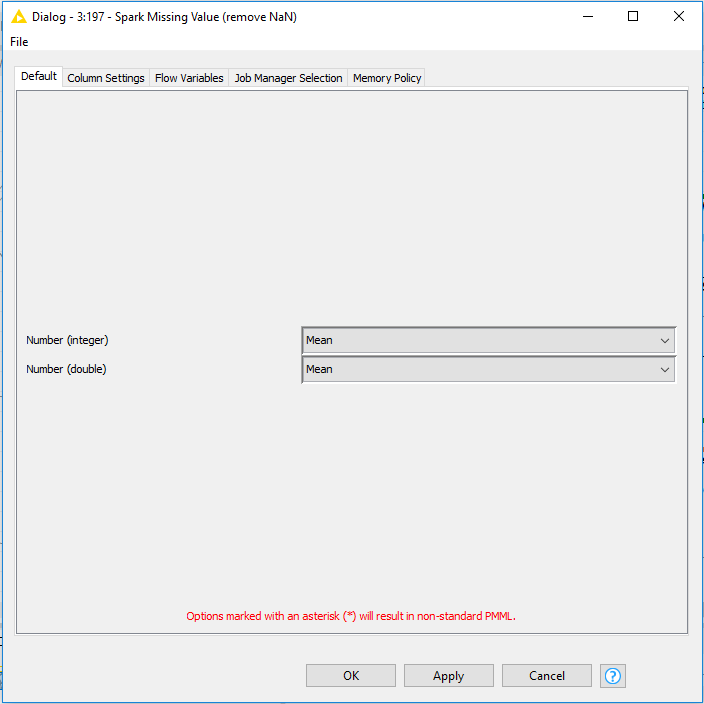 Dialog - 3:197 - Spark Missing Value (remove NaN)
File
Default Column Settings Flow Variables Job Manager Selection Memory Policy
Number (integer) Mean
Number (double) Mean
Options marked with an asterisk (*) will result in non-standard PMML.
OK Apply Cancel ?